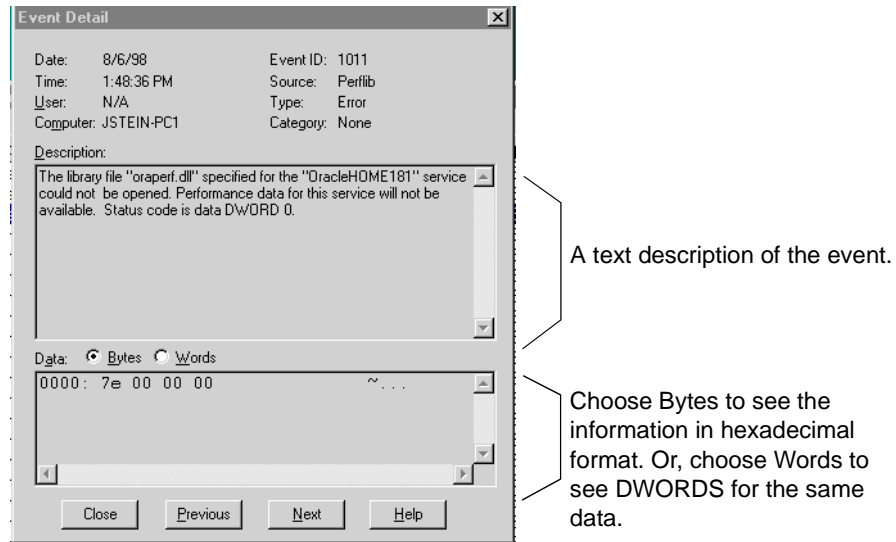 Event Detail
Date: 8/6/98 Event ID: 1011
Time: 1:48:36 PM Source: Perflib
User: N/A Type: Error
Computer: JSTEIN-PC1 Category: None
Description:
The library file "oraperf.dll" specified for the "OracleHOME181" service
could not be opened. Performance data for this service will not be
available. Status code is data DWORD 0.
A text description of the event.
Data: Bytes Words
0000: 7e 00 00 00 ~...
Choose Bytes to see the
information in hexadecimal
format. Or, choose Words to
see DWORDS for the same
data.
Close Previous Next Help